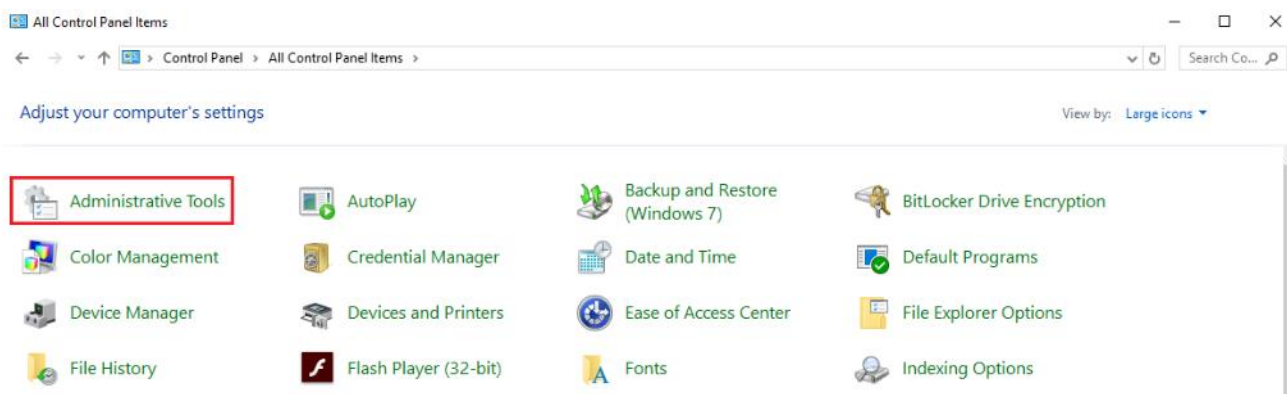 All Control Panel Items
Control Panel > All Control Panel Items >
Search Co...
Adjust your computer's settings
View by: Large icons
Administrative Tools
AutoPlay
Backup and Restore
(Windows 7)
BitLocker Drive Encryption
Color Management
Credential Manager
Date and Time
Default Programs
Device Manager
Devices and Printers
Ease of Access Center
File Explorer Options
File History
Flash Player (32-bit)
Fonts
Indexing Options